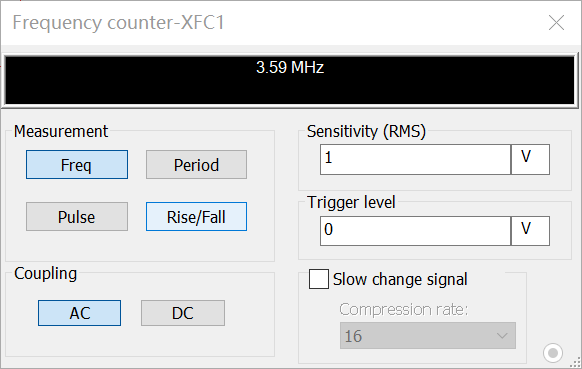 Frequency counter-XFC1
3.59 MHz
Measurement
Freq
Period
Pulse
Rise/Fall
Coupling
AC
DC
Sensitivity (RMS)
1
V
Trigger level
0
V
Slow change signal
Compression rate:
16